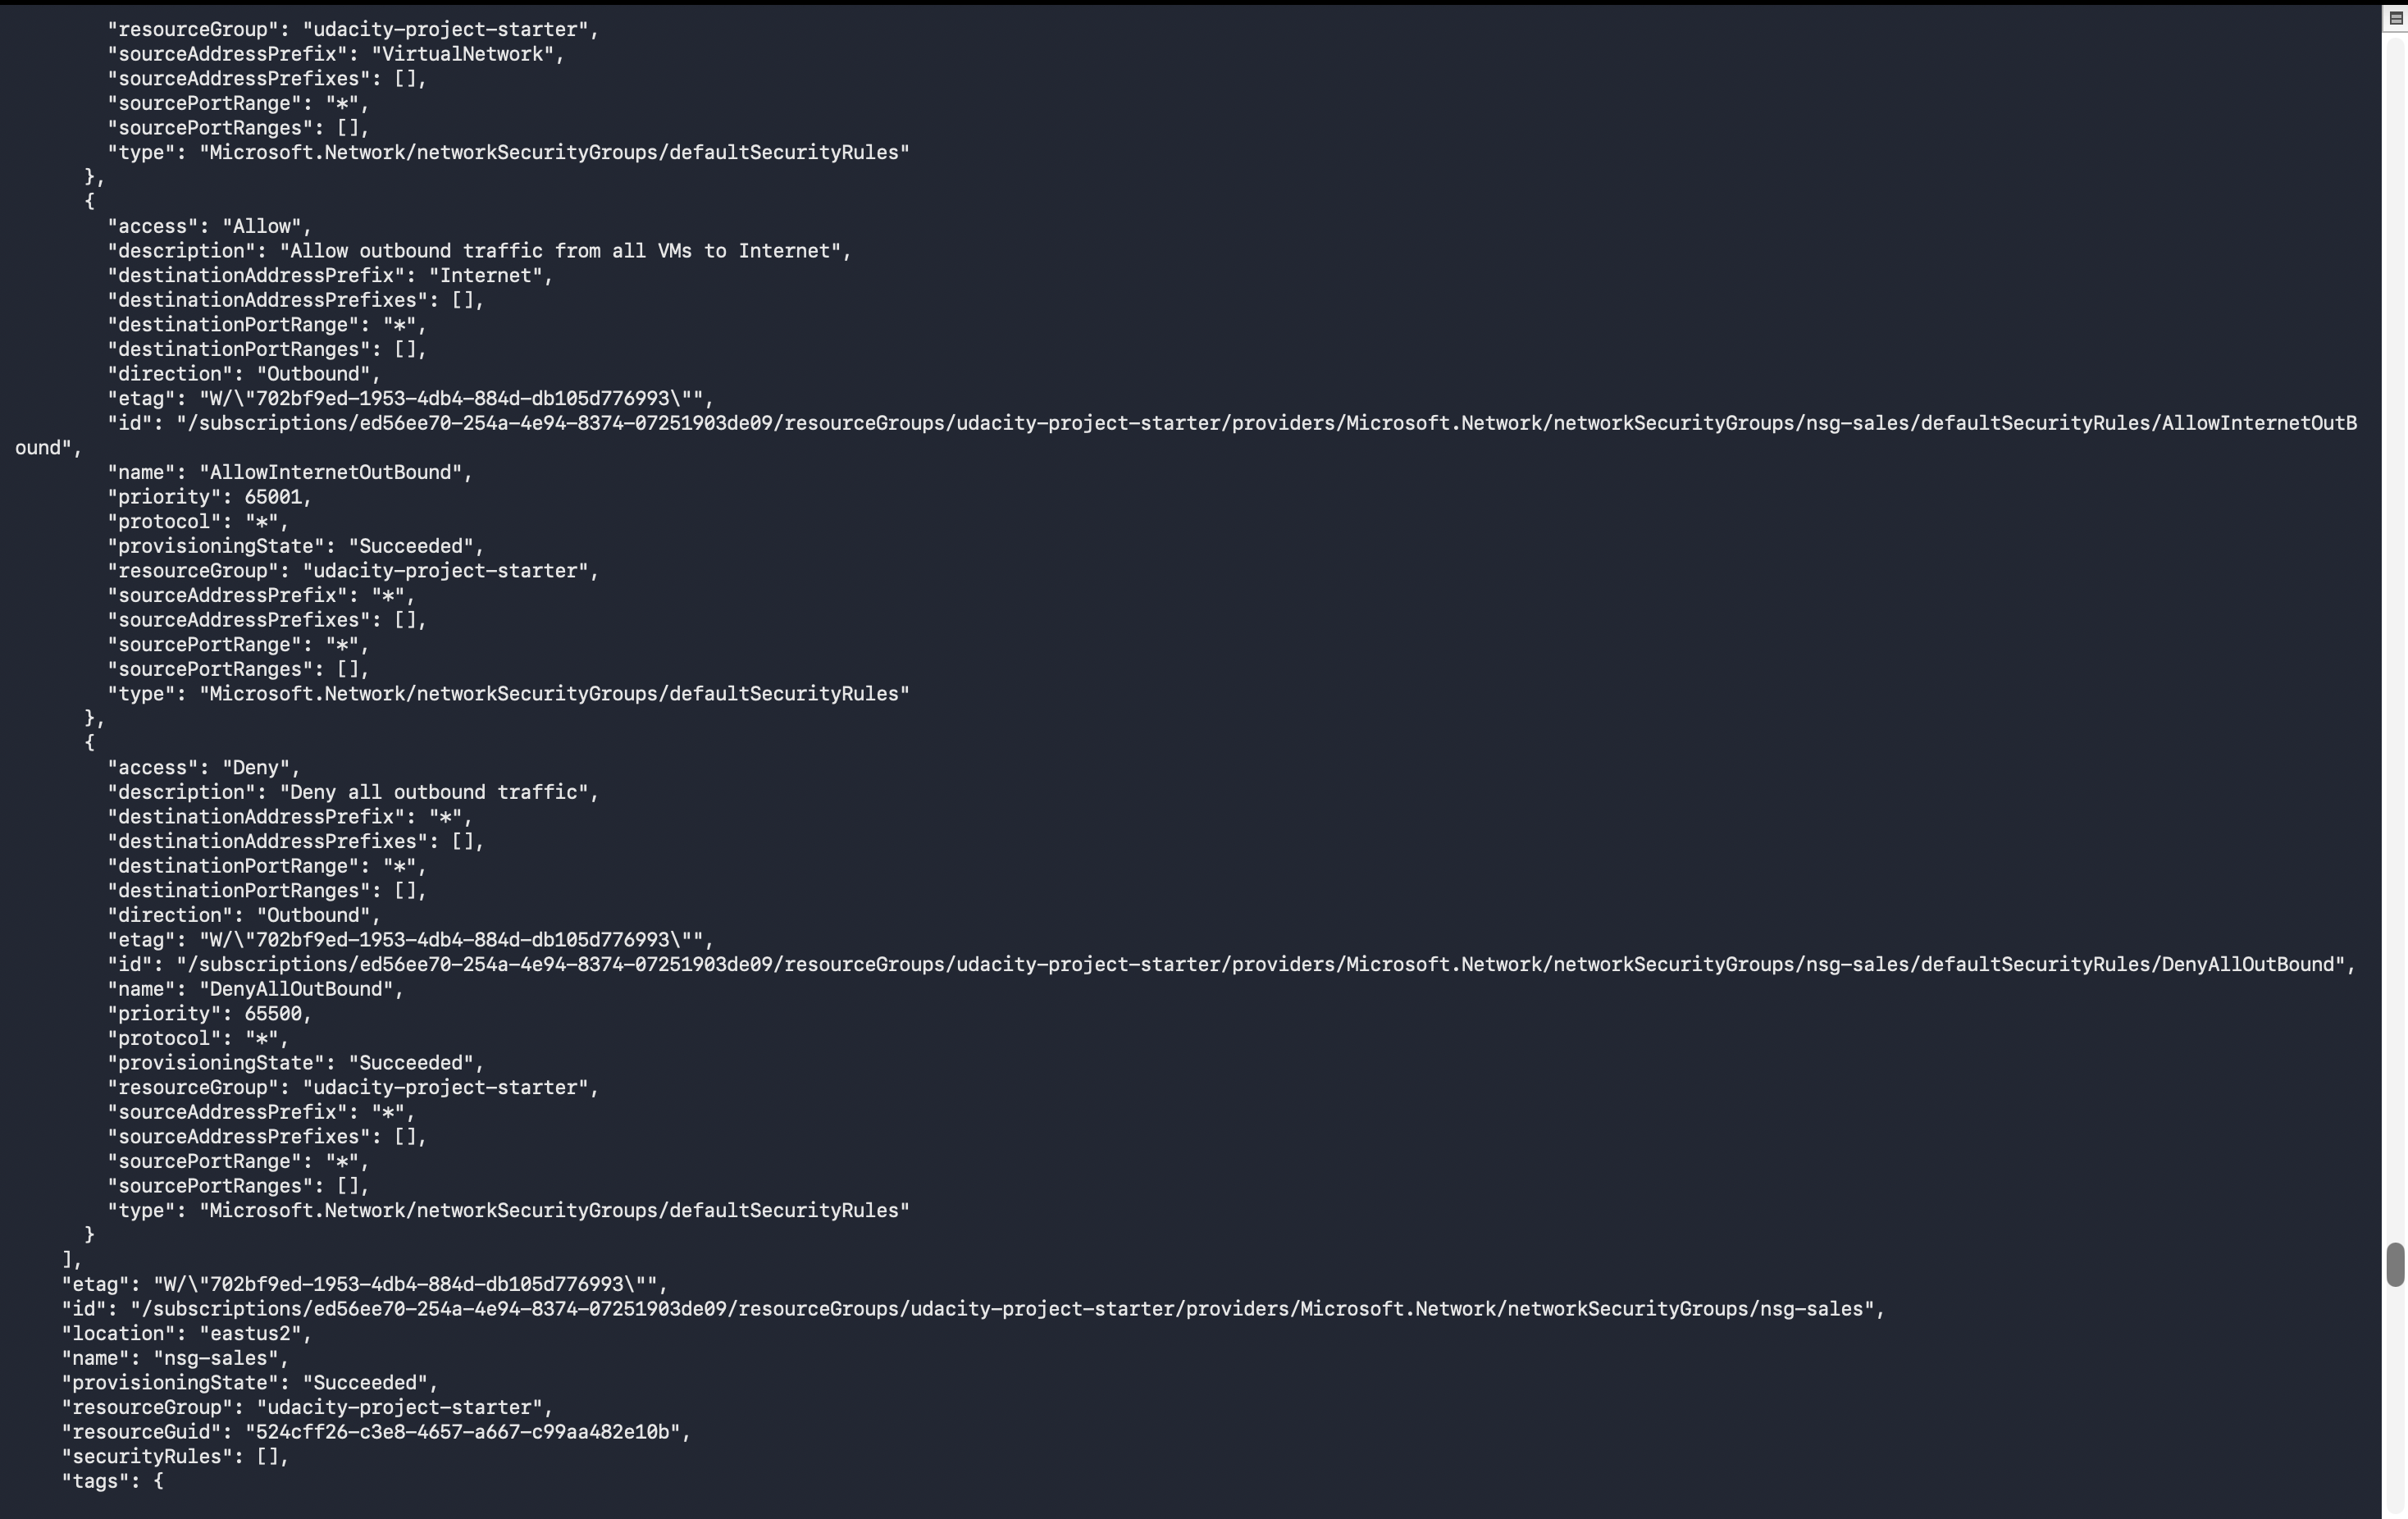 "resourceGroup": "udacity-project-starter",
"sourceAddressPrefix": "VirtualNetwork",
"sourceAddressPrefixes": [],
"sourcePortRange": "*",
"sourcePortRanges": [],
"type": "Microsoft.Network/networkSecurityGroups/defaultSecurityRules"
},
{
"access": "Allow",
"description": "Allow outbound traffic from all VMs to Internet",
"destinationAddressPrefix": "Internet",
"destinationAddressPrefixes": [],
"destinationPortRange": "*",
"destinationPortRanges": [],
"direction": "Outbound",
"etag": "W/\"702bf9ed-1953-4db4-884d-db105d776993\"",
"id": "/subscriptions/ed56ee70-254a-4e94-8374-07251903de09/resourceGroups/udacity-project-starter/providers/Microsoft.Network/networkSecurityGroups/nsg-sales/defaultSecurityRules/AllowInternetOutB
ound",
"name": "AllowInternetOutBound",
"priority": 65001,
"protocol": "*",
"provisioningState": "Succeeded",
"resourceGroup": "udacity-project-starter",
"sourceAddressPrefix": "*",
"sourceAddressPrefixes": [],
"sourcePortRange": "*",
"sourcePortRanges": [],
"type": "Microsoft.Network/networkSecurityGroups/defaultSecurityRules"
},
{
"access": "Deny",
"description": "Deny all outbound traffic",
"destinationAddressPrefix": "*",
"destinationAddressPrefixes": [],
"destinationPortRange": "*",
"destinationPortRanges": [],
"direction": "Outbound",
"etag": "W/\"702bf9ed-1953-4db4-884d-db105d776993\"",
"id": "/subscriptions/ed56ee70-254a-4e94-8374-07251903de09/resourceGroups/udacity-project-starter/providers/Microsoft.Network/networkSecurityGroups/nsg-sales/defaultSecurityRules/DenyAllOutBound",
"name": "DenyAllOutBound",
"priority": 65500,
"protocol": "*",
"provisioningState": "Succeeded",
"resourceGroup": "udacity-project-starter",
"sourceAddressPrefix": "*",
"sourceAddressPrefixes": [],
"sourcePortRange": "*",
"sourcePortRanges": [],
"type": "Microsoft.Network/networkSecurityGroups/defaultSecurityRules"
}
],
"etag": "W/\"702bf9ed-1953-4db4-884d-db105d776993\"",
"id": "/subscriptions/ed56ee70-254a-4e94-8374-07251903de09/resourceGroups/udacity-project-starter/providers/Microsoft.Network/networkSecurityGroups/nsg-sales",
"location": "eastus2",
"name": "nsg-sales",
"provisioningState": "Succeeded",
"resourceGroup": "udacity-project-starter",
"resourceGuid": "524cff26-c3e8-4657-a667-c99aa482e10b",
"securityRules": [],
"tags": {